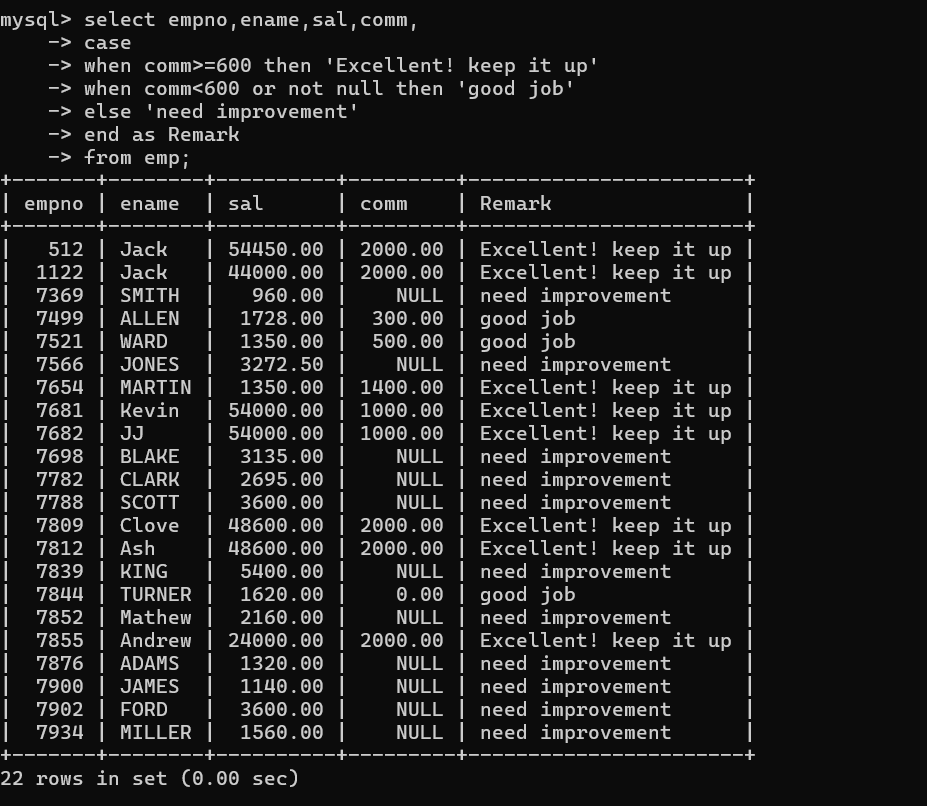 mysql> select empno,ename,sal,comm,
    -> case
    -> when comm>=600 then 'Excellent! keep it up'
    -> when comm<600 or not null then 'good job'
    -> else 'need improvement'
    -> end as Remark
    -> from emp;
+-------+--------+----------+---------+-----------------------+
| empno | ename  | sal      | comm    | Remark                |
+-------+--------+----------+---------+-----------------------+
|   512 | Jack   | 54450.00 | 2000.00 | Excellent! keep it up |
|  1122 | Jack   | 44000.00 | 2000.00 | Excellent! keep it up |
|  7369 | SMITH  |   960.00 |    NULL | need improvement      |
|  7499 | ALLEN  |  1728.00 |  300.00 | good job              |
|  7521 | WARD   |  1350.00 |  500.00 | good job              |
|  7566 | JONES  |  3272.50 |    NULL | need improvement      |
|  7654 | MARTIN |  1350.00 | 1400.00 | Excellent! keep it up |
|  7681 | Kevin  | 54000.00 | 1000.00 | Excellent! keep it up |
|  7682 | JJ     | 54000.00 | 1000.00 | Excellent! keep it up |
|  7698 | BLAKE  |  3135.00 |    NULL | need improvement      |
|  7782 | CLARK  |  2695.00 |    NULL | need improvement      |
|  7788 | SCOTT  |  3600.00 |    NULL | need improvement      |
|  7809 | Clove  | 48600.00 | 2000.00 | Excellent! keep it up |
|  7812 | Ash    | 48600.00 | 2000.00 | Excellent! keep it up |
|  7839 | KING   |  5400.00 |    NULL | need improvement      |
|  7844 | TURNER |  1620.00 |    0.00 | good job              |
|  7852 | Mathew |  2160.00 |    NULL | need improvement      |
|  7855 | Andrew | 24000.00 | 2000.00 | Excellent! keep it up |
|  7876 | ADAMS  |  1320.00 |    NULL | need improvement      |
|  7900 | JAMES  |  1140.00 |    NULL | need improvement      |
|  7902 | FORD   |  3600.00 |    NULL | need improvement      |
|  7934 | MILLER |  1560.00 |    NULL | need improvement      |
+-------+--------+----------+---------+-----------------------+
22 rows in set (0.00 sec)